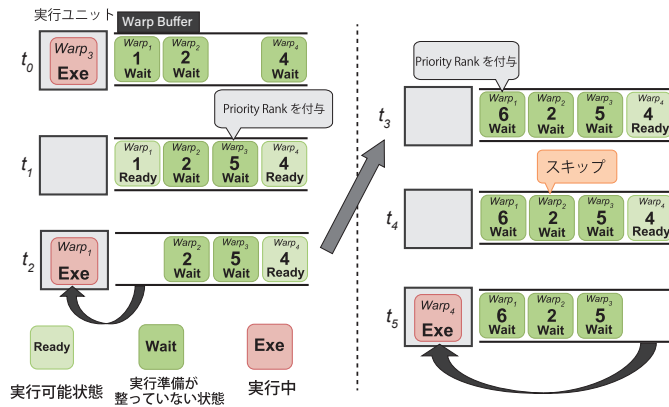 実行ユニット
Warp Buffer
t0
Warp3
Exe
Warp1
1
Wait
Warp2
2
Wait
Warp4
4
Wait
Priority Rank を付与
t1
Warp1
1
Ready
Warp2
2
Wait
Warp3
5
Wait
Warp4
4
Ready
t2
Warp1
Exe
Warp2
2
Wait
Warp3
5
Wait
Warp4
4
Ready
Ready
実行可能状態
Wait
実行準備が
整っていない状態
Exe
実行中
Priority Rank を付与
t3
Warp1
6
Wait
Warp2
2
Wait
Warp3
5
Wait
Warp4
4
Ready
スキップ
t4
Warp1
6
Wait
Warp2
2
Wait
Warp3
5
Wait
Warp4
4
Ready
t5
Warp4
Exe
Warp1
6
Wait
Warp2
2
Wait
Warp3
5
Wait